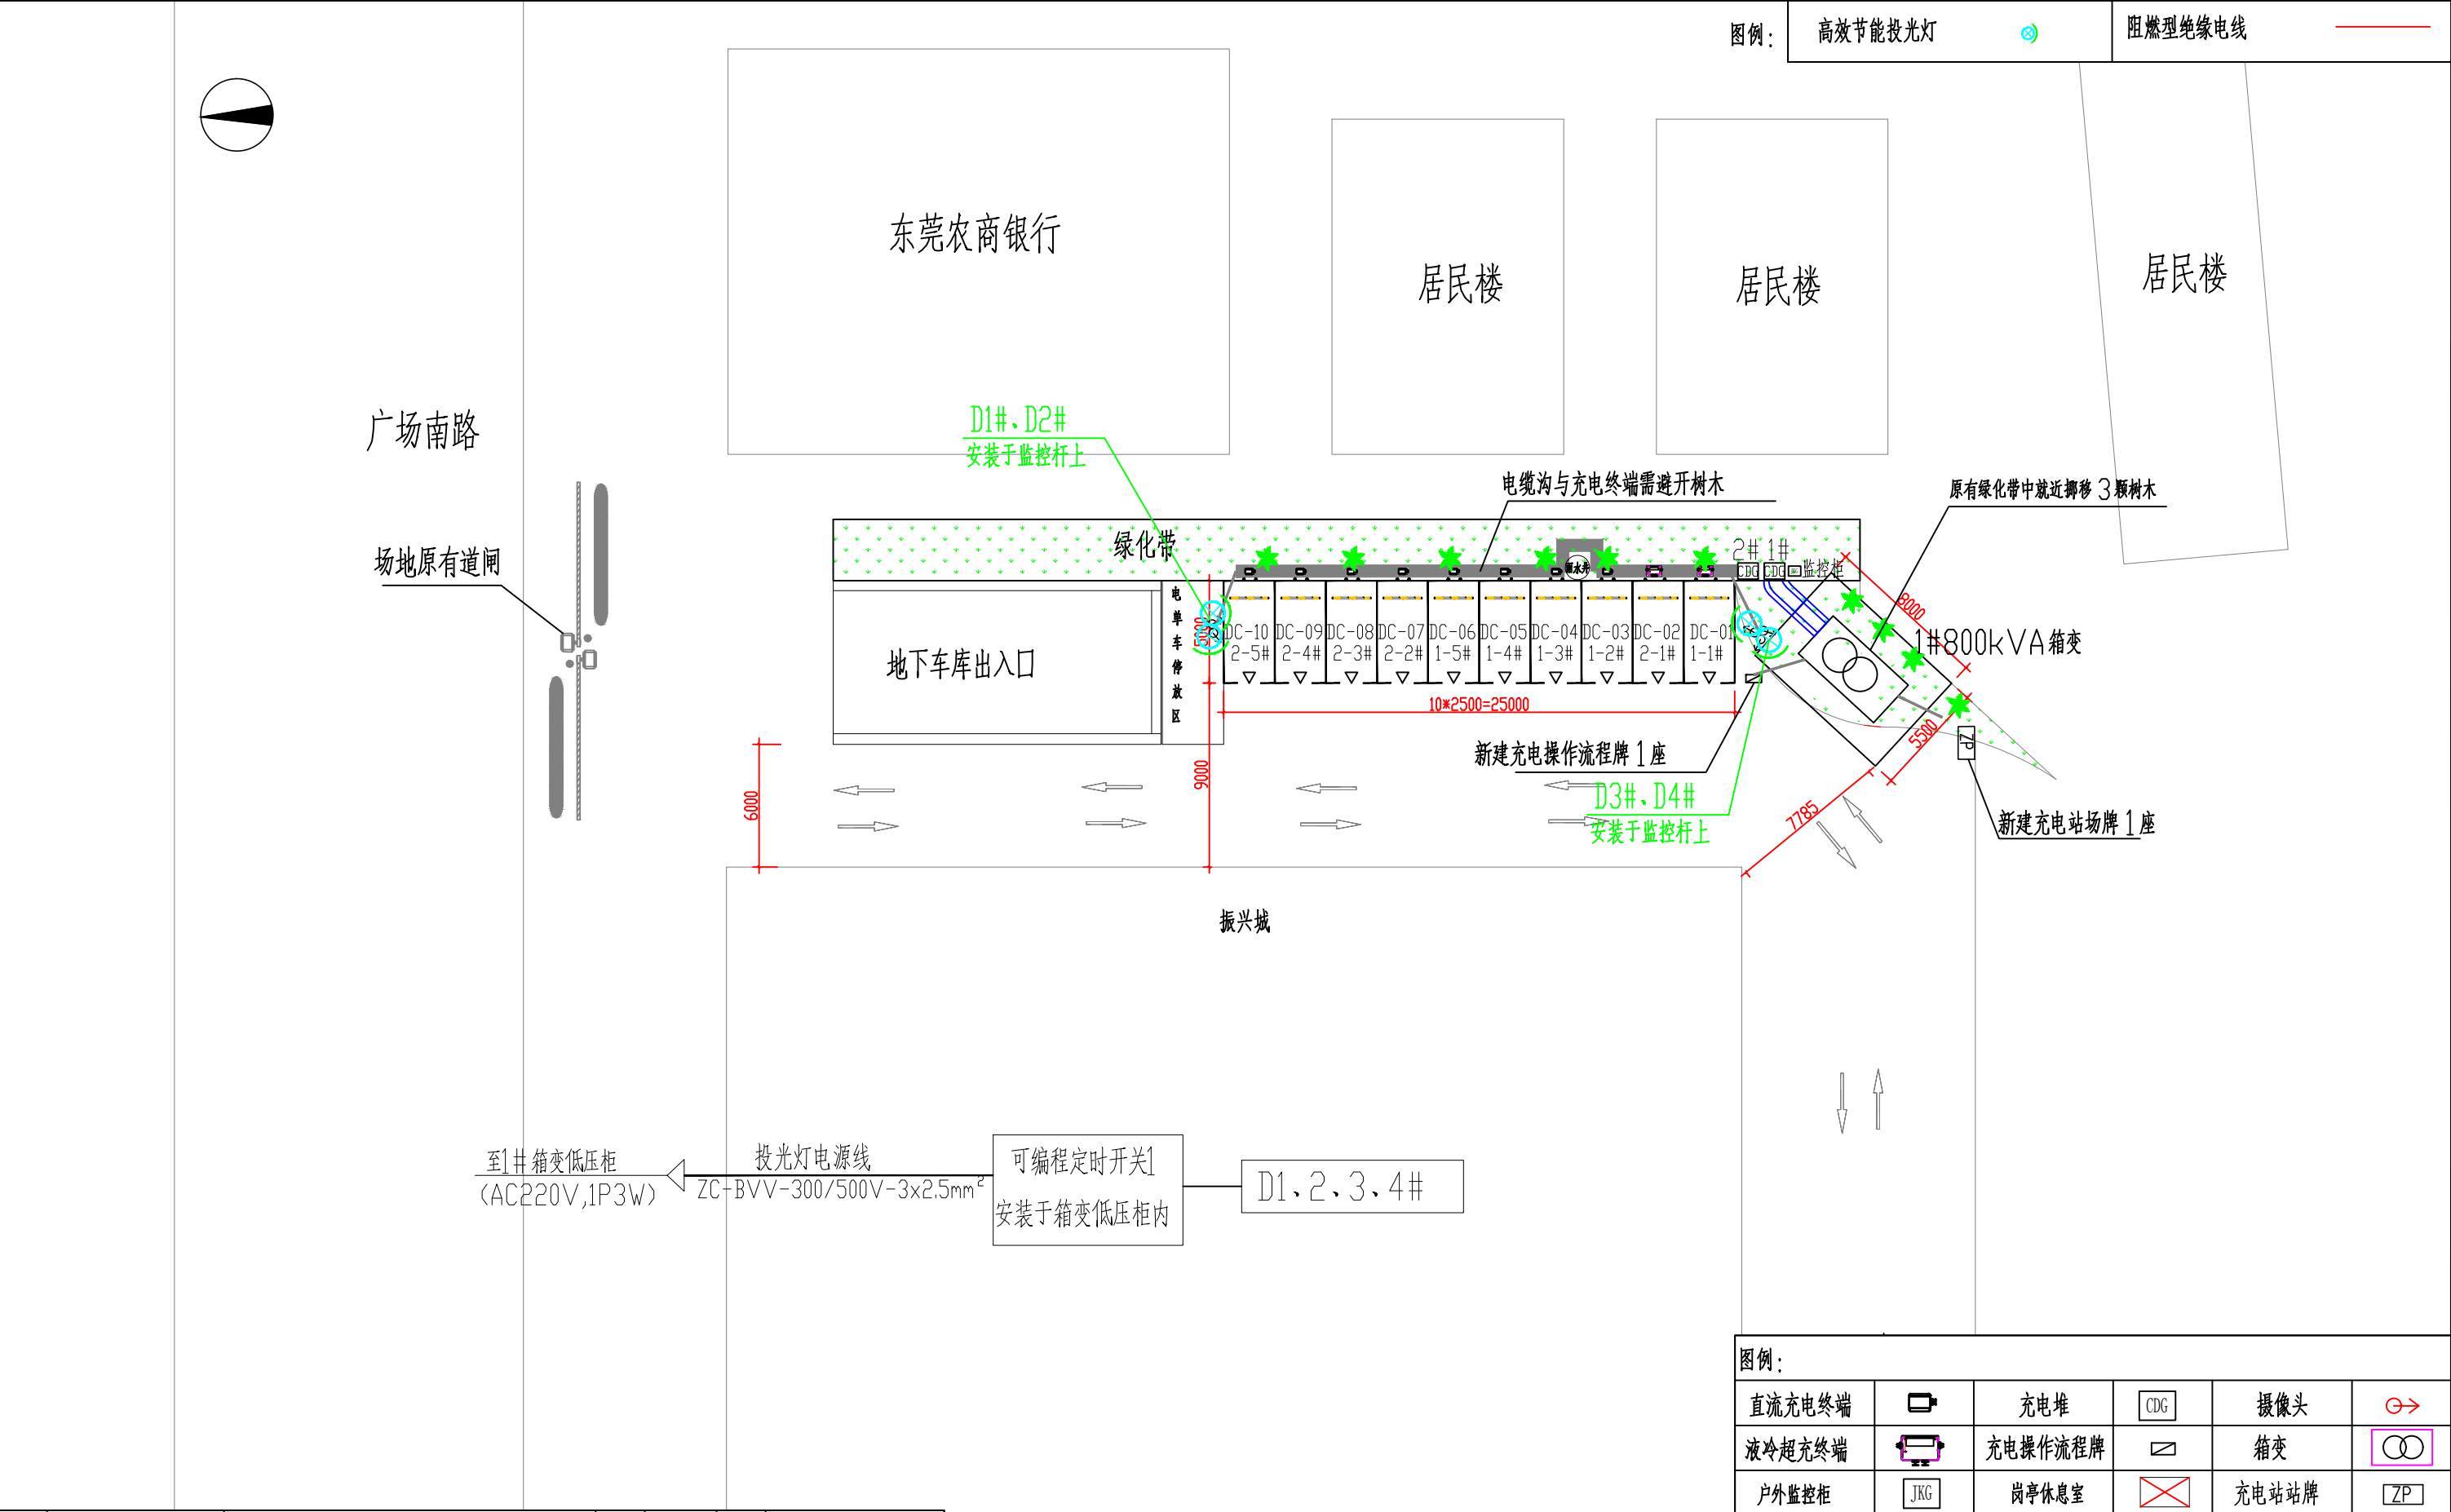 图例：
高效节能投光灯
阻燃型绝缘电线
东莞农商银行
居民楼
居民楼
居民楼
广场南路
D1#、D2#
安装于监控杆上
电缆沟与充电终端需避开树木
原有绿化带中就近挪移 3 颗树木
场地原有道闸
绿化带
雨水井
2# 1#
CDG CDG 监控柜
8000
1#800kVA箱变
地下车库出入口
电单车停放区
5300
DC-10 DC-09 DC-08 DC-07 DC-06 DC-05 DC-04 DC-03 DC-02 DC-01
2-5# 2-4# 2-3# 2-2# 1-5# 1-4# 1-3# 1-2# 2-1# 1-1#
10*2500=25000
5500
ZP
新建充电操作流程牌 1 座
9000
6000
D3#、D4#
安装于监控杆上
7785
新建充电站场牌 1 座
振兴城
至1#箱变低压柜
(AC220V,1P3W)
投光灯电源线
ZC-BVV-300/500V-3x2.5mm²
可编程定时开关1
安装于箱变低压柜内
D1、2、3、4#
图例：
直流充电终端
充电堆
CDG
摄像头
液冷超充终端
充电操作流程牌
箱变
户外监控柜
JKG
岗亭休息室
充电站站牌
ZP